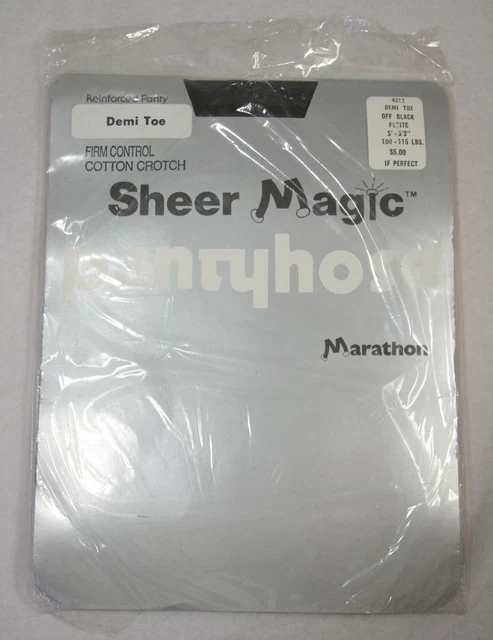 Reinforced Panty
Demi Toe
FIRM CONTROL
COTTON CROTCH
4012
DEMI TOE
OFF BLACK
PETITE
5' - 5'3"
100 - 115 LBS.
$5.00
IF PERFECT
Sheer Magic™
pantyhose
Marathon